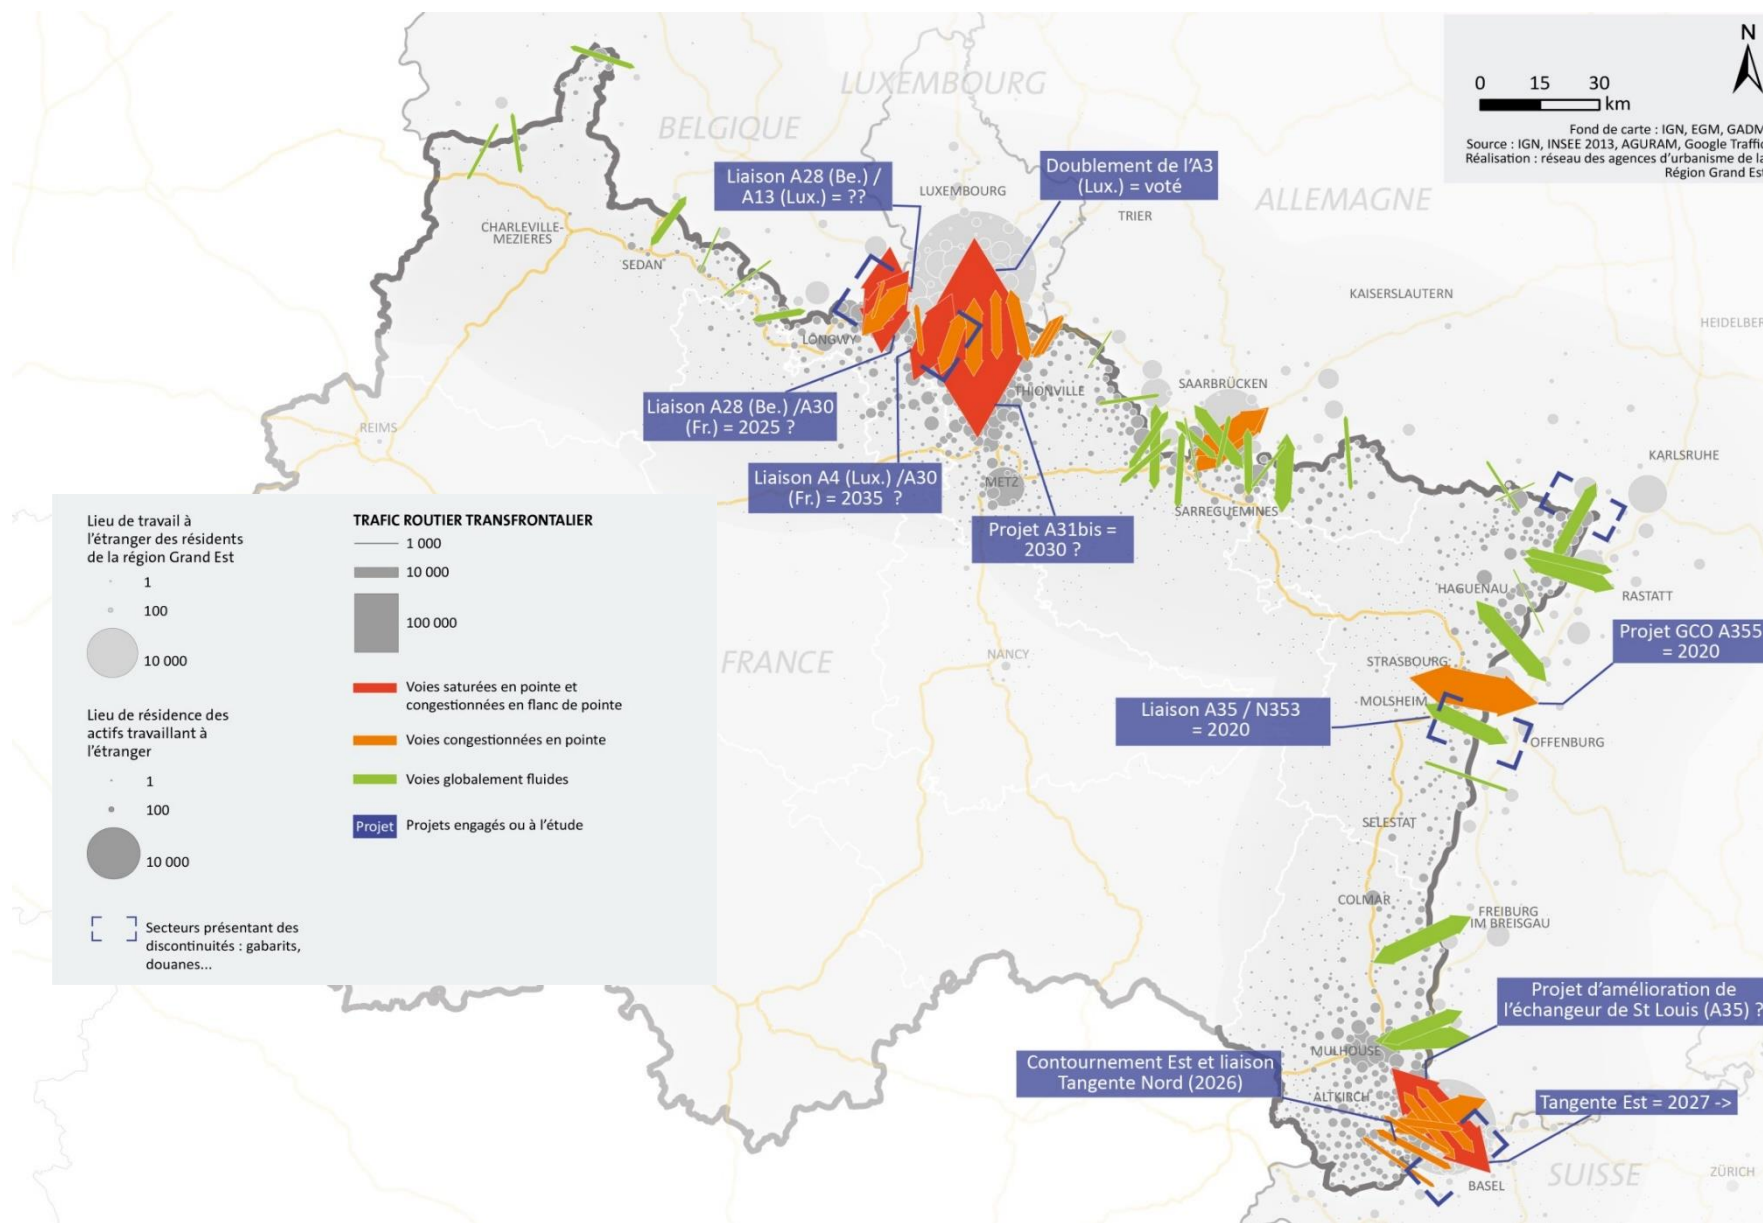 N
0 15 30
km
Fond de carte : IGN, EGM, GADM
Source : IGN, INSEE 2013, AGURAM, Google Traffic
Réalisation : réseau des agences d'urbanisme de la
Région Grand Est
LUXEMBOURG
BELGIQUE
ALLEMAGNE
FRANCE
SUISSE
Liaison A28 (Be.) /
A13 (Lux.) = ??
Doublement de l'A3
(Lux.) = voté
LUXEMBOURG
TRIER
CHARLEVILLE-
MEZIERES
SEDAN
KAISERSLAUTERN
HEIDELBER
LONGWY
THIONVILLE
SAARBRÜCKEN
REIMS
Liaison A28 (Be.) /A30
(Fr.) = 2025 ?
Liaison A4 (Lux.) /A30
(Fr.) = 2035 ?
METZ
SARREGUEMINES
KARLSRUHE
Projet A31bis =
2030 ?
HAGUENAU
RASTATT
Projet GCO A355
= 2020
NANCY
STRASBOURG
MOLSHEIM
Liaison A35 / N353
= 2020
OFFENBURG
SELESTAT
COLMAR
FREIBURG
IM BREISGAU
Projet d'amélioration de
l'échangeur de St Louis (A35) ?
MULHOUSE
Contournement Est et liaison
Tangente Nord (2026)
ALTKIRCH
Tangente Est = 2027 ->
BASEL
ZÜRICH
Lieu de travail à
l'étranger des résidents
de la région Grand Est
1
100
10 000
Lieu de résidence des
actifs travaillant à
l'étranger
1
100
10 000
Secteurs présentant des
discontinuités : gabarits,
douanes...
TRAFIC ROUTIER TRANSFRONTALIER
1 000
10 000
100 000
Voies saturées en pointe et
congestionnées en flanc de pointe
Voies congestionnées en pointe
Voies globalement fluides
Projet Projets engagés ou à l'étude